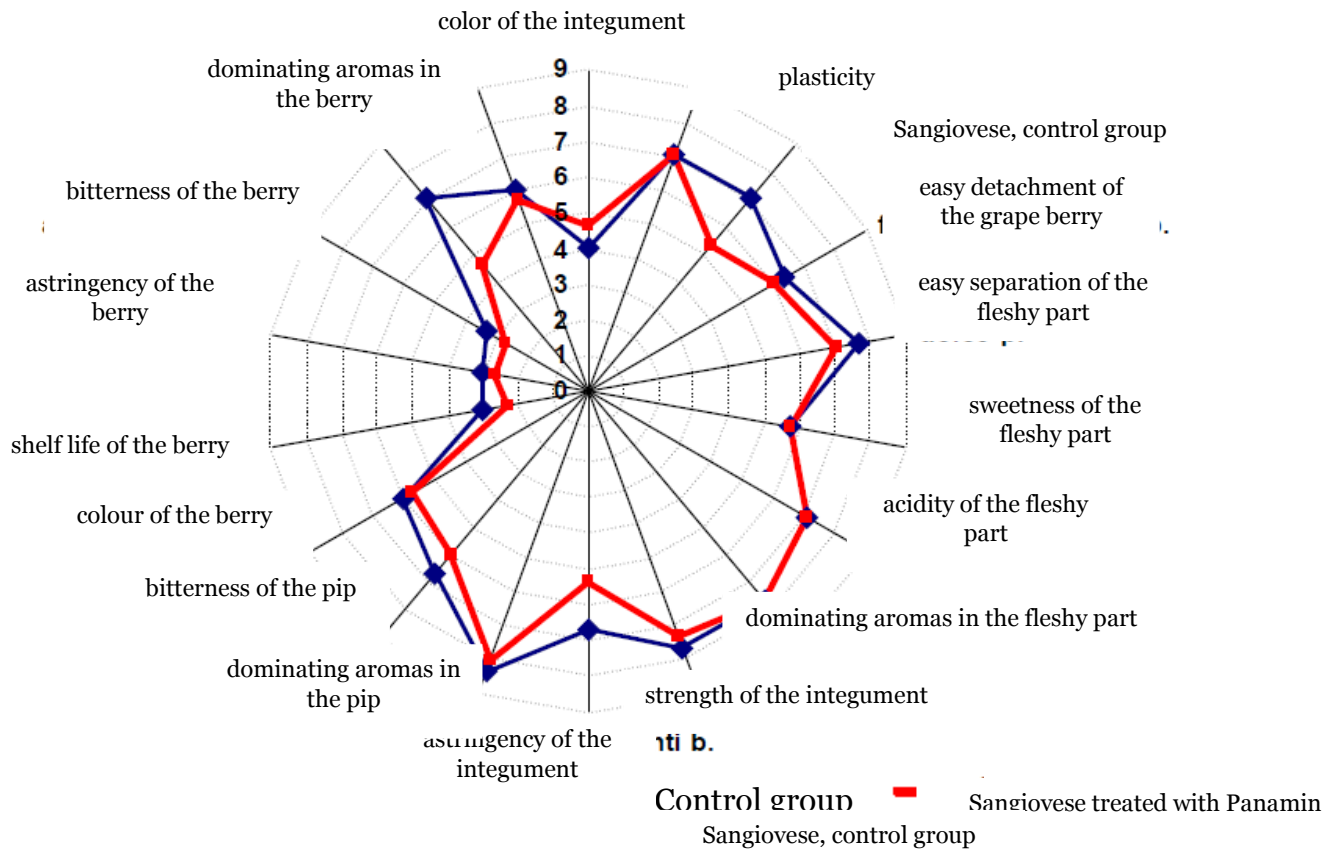 color of the integument
dominating aromas in
the berry
plasticity
9
8
7
6
5
4
3
2
1
0
Sangiovese, control group
bitterness of the berry
easy detachment of
the grape berry
astringency of the
berry
easy separation of the
fleshy part
sweetness of the
fleshy part
shelf life of the berry
acidity of the fleshy
part
colour of the berry
bitterness of the pip
dominating aromas in the fleshy part
dominating aromas in
the pip
strength of the integument
astringency of the
integument
nti b.
Control group
Sangiovese treated with Panamin
Sangiovese, control group